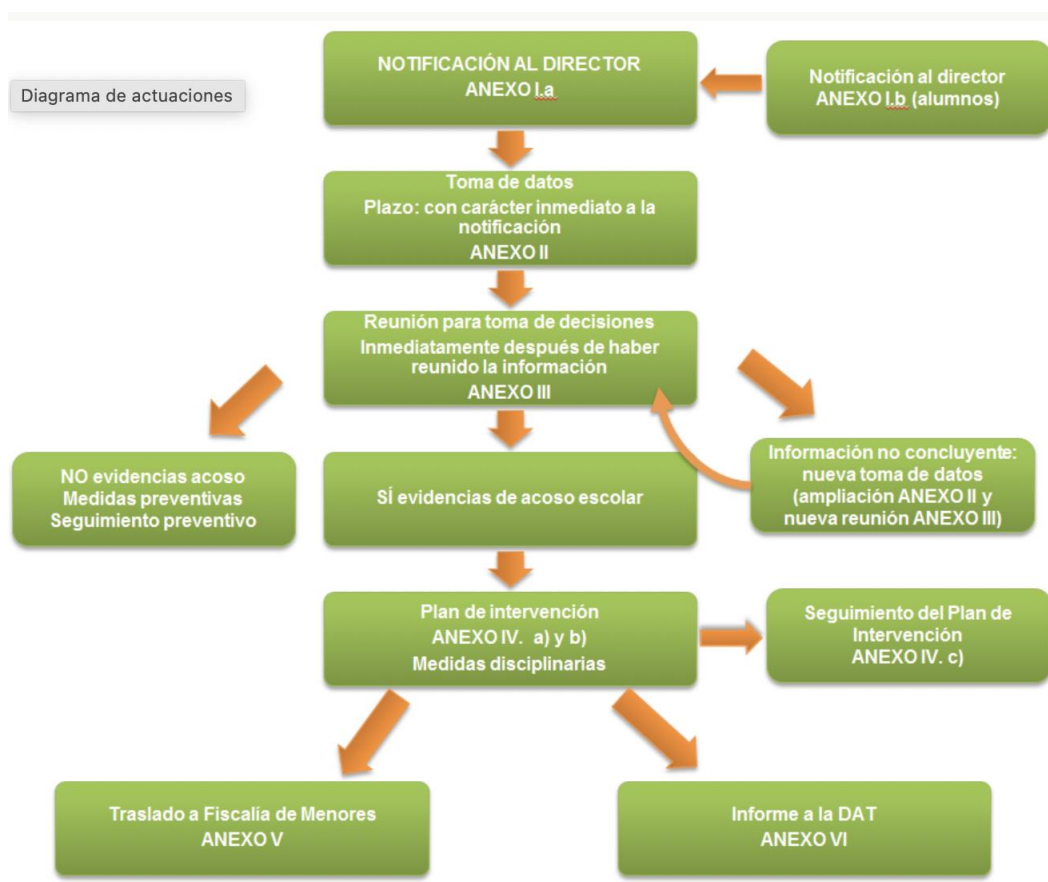 NOTIFICACIÓN AL DIRECTOR
ANEXO I.a
Notificación al director
ANEXO I.b (alumnos)
Diagrama de actuaciones
Toma de datos
Plazo: con carácter inmediato a la
notificación
ANEXO II
Reunión para toma de decisiones
Inmediatamente después de haber
reunido la información
ANEXO III
NO evidencias acoso
Medidas preventivas
Seguimiento preventivo
SÍ evidencias de acoso escolar
Información no concluyente:
nueva toma de datos
(ampliación ANEXO II y
nueva reunión ANEXO III)
Plan de intervención
ANEXO IV. a) y b)
Medidas disciplinarias
Seguimiento del Plan de
Intervención
ANEXO IV. c)
Traslado a Fiscalía de Menores
ANEXO V
Informe a la DAT
ANEXO VI